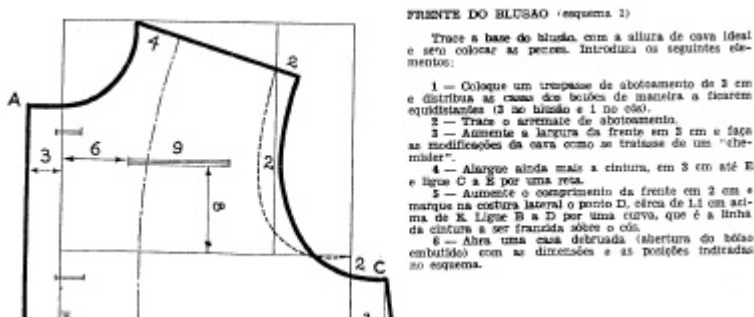 FRENTE DO BLUSÃO (esquema 1)
Trace a base do blusão, com a altura de cava ideal
e sem colocar as pences. Introduza os seguintes ele-
mentos:
1 — Coloque um trespasse de abotoamento de 3 cm
e distribua as casas dos botões de maneira a ficarem
equidistantes (3 no blusão e 1 no cós).
2 — Trace o arremate de abotoamento.
3 — Aumente a largura da frente em 2 cm e faça
as modificações da cava como se tratasse de um "che-
misier".
4 — Alargue ainda mais a cintura, em 3 cm até E
e ligue C a E por uma reta.
5 — Aumente o comprimento da frente em 2 cm e
marque na costura lateral o ponto D, cêrca de 1,5 cm aci-
ma de E. Ligue B a D por uma curva, que é a linha
da cintura a ser franzida sôbre o cós.
6 — Abra uma casa debruada (abertura do bôlso
embutido) com as dimensões e as posições indicadas
no esquema.
4
2
A
3
6
9
2
8
2
C